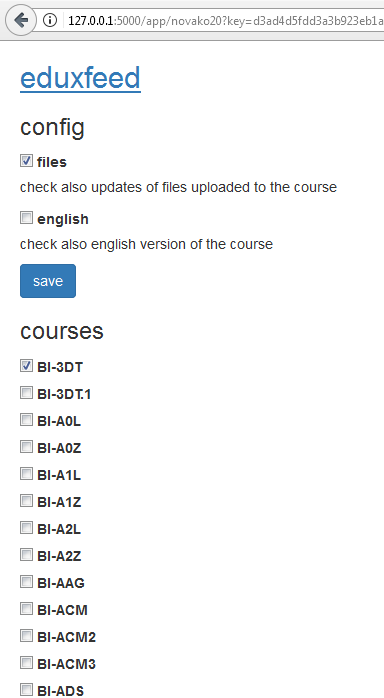 127.0.0.1:5000/app/novako20?key=d3ad4d5fdd3a3b923eb1a
eduxfeed
config
files
check also updates of files uploaded to the course
english
check also english version of the course
save
courses
BI-3DT
BI-3DT.1
BI-A0L
BI-A0Z
BI-A1L
BI-A1Z
BI-A2L
BI-A2Z
BI-AAG
BI-ACM
BI-ACM2
BI-ACM3
BI-ADS